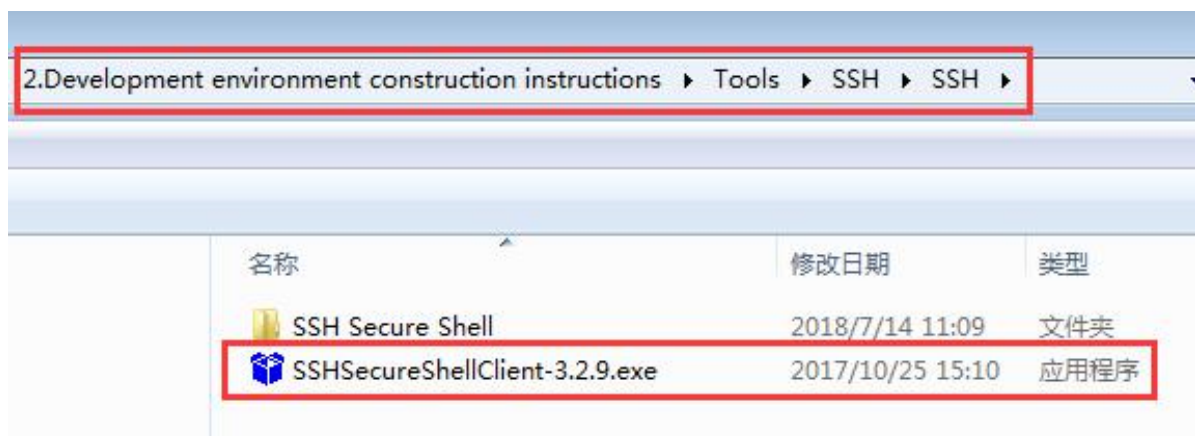 2.Development environment construction instructions ▸ Tools ▸ SSH ▸ SSH ▸
名称 修改日期 类型
SSH Secure Shell 2018/7/14 11:09 文件夹
SSHSecureShellClient-3.2.9.exe 2017/10/25 15:10 应用程序